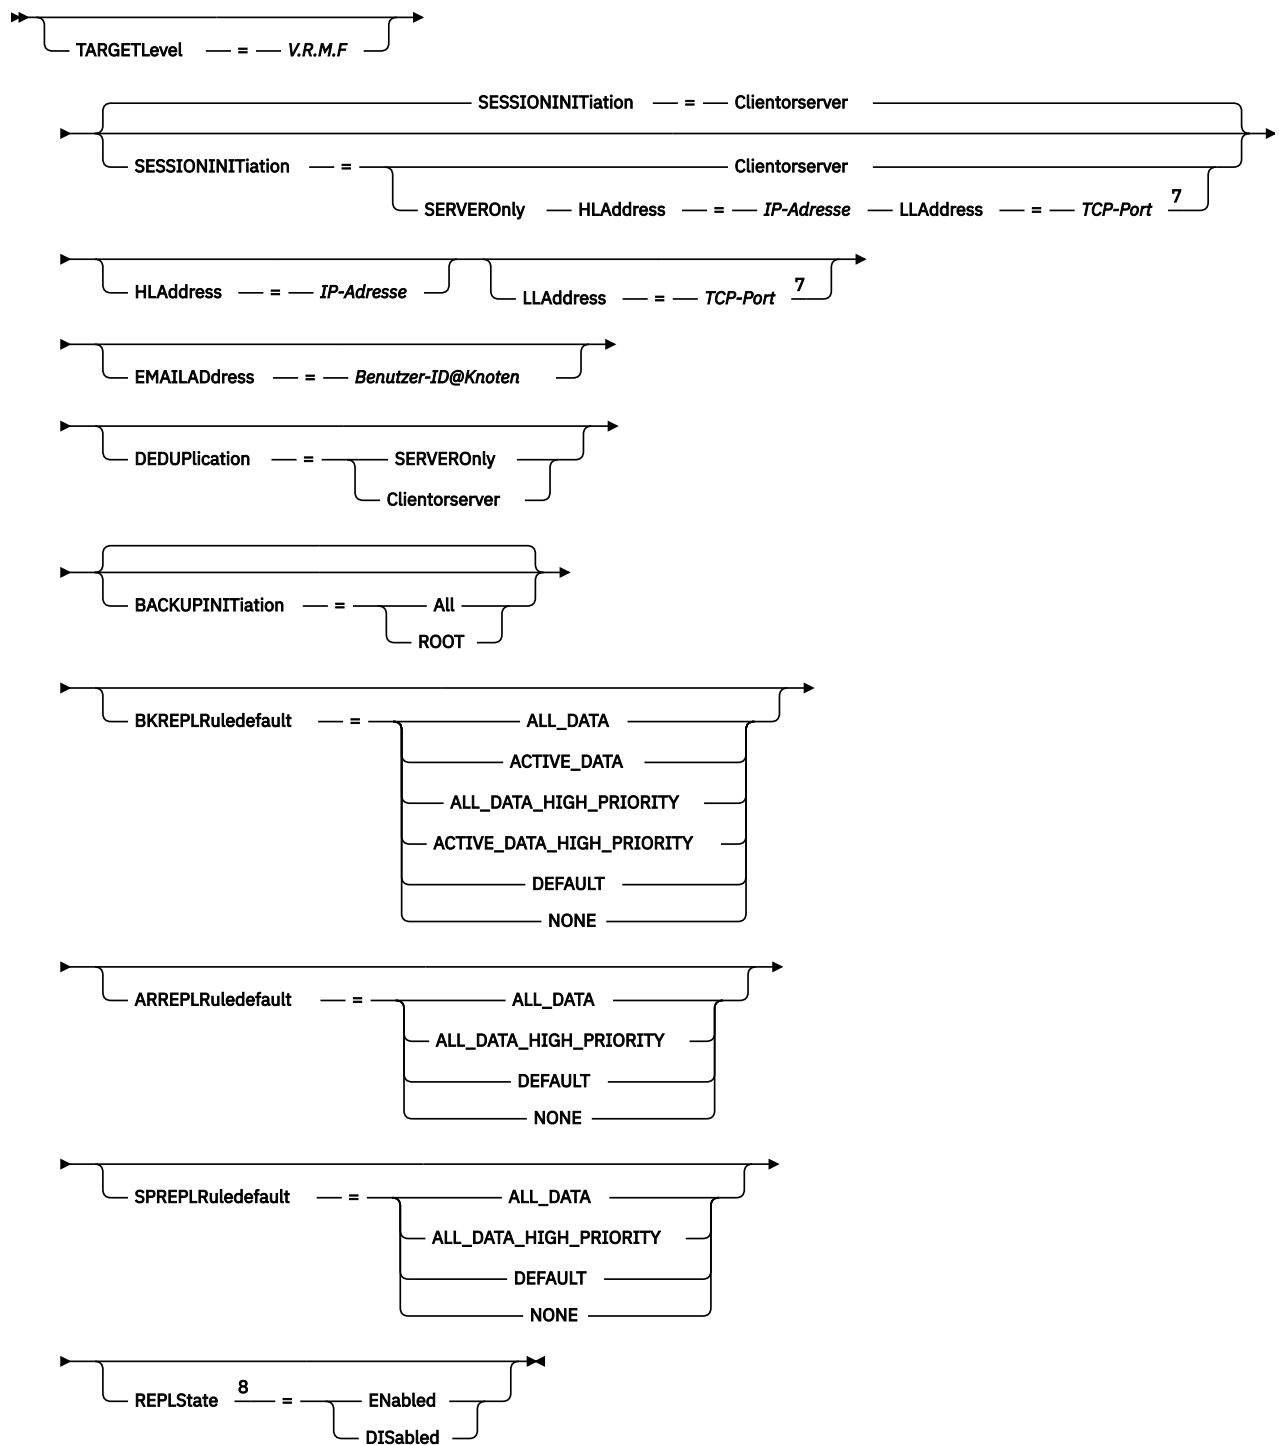 TARGETLevel = V.R.M.F
SESSIONINITiation = Clientorserver
SESSIONINITiation = Clientorserver
SERVEROnly HLAddress = IP-Adresse LLAddress = TCP-Port 7
HLAddress = IP-Adresse LLAddress = TCP-Port 7
EMAILADdress = Benutzer-ID@Knoten
DEDUPlication = SERVEROnly
Clientorserver
BACKUPINITiation = All
ROOT
BKREPLRuledefault = ALL_DATA
ACTIVE_DATA
ALL_DATA_HIGH_PRIORITY
ACTIVE_DATA_HIGH_PRIORITY
DEFAULT
NONE
ARREPLRuledefault = ALL_DATA
ALL_DATA_HIGH_PRIORITY
DEFAULT
NONE
SPREPLRuledefault = ALL_DATA
ALL_DATA_HIGH_PRIORITY
DEFAULT
NONE
REPLState 8 = ENabled
DISabled